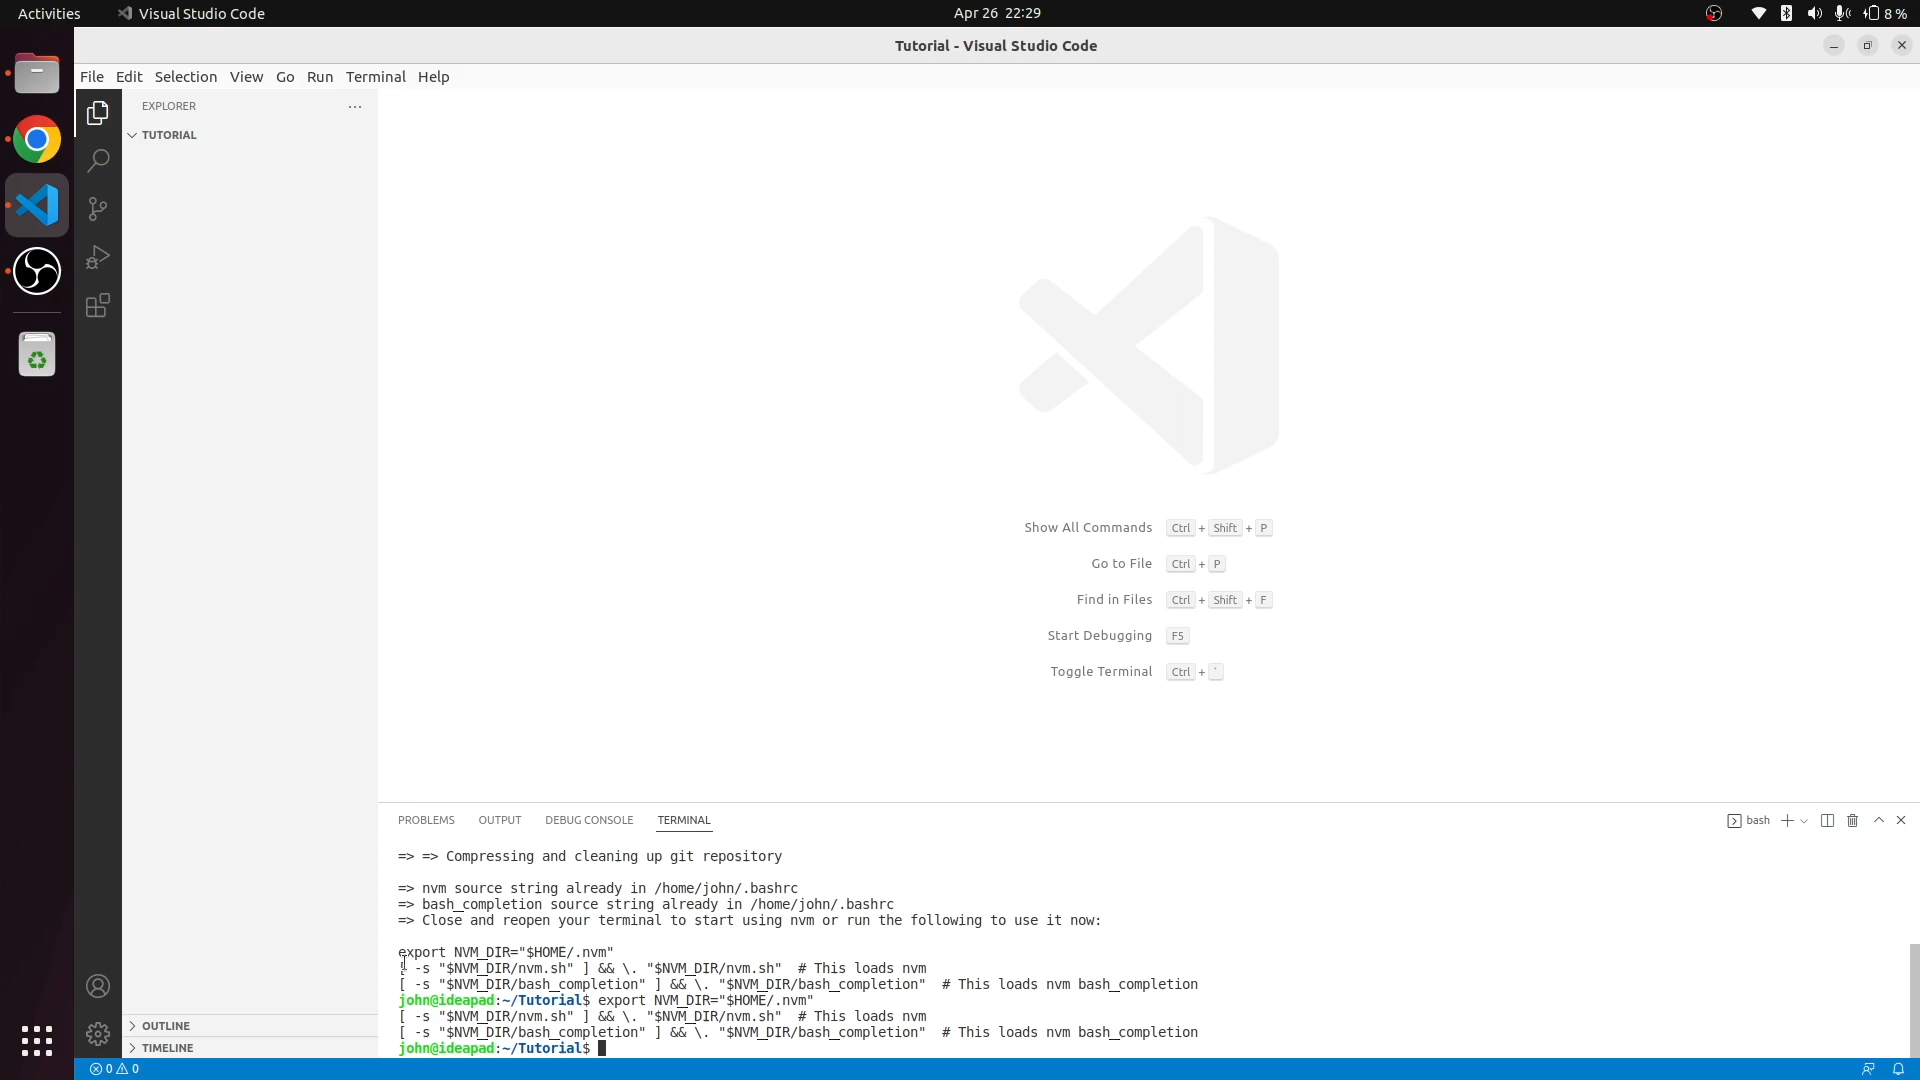 Activities Visual Studio Code Apr 26 22:29 8 %
Tutorial - Visual Studio Code
File Edit Selection View Go Run Terminal Help
EXPLORER
TUTORIAL
Show All Commands Ctrl + Shift + P
Go to File Ctrl + P
Find in Files Ctrl + Shift + F
Start Debugging F5
Toggle Terminal Ctrl + `
PROBLEMS OUTPUT DEBUG CONSOLE TERMINAL bash
=> => Compressing and cleaning up git repository
=> nvm source string already in /home/john/.bashrc
=> bash_completion source string already in /home/john/.bashrc
=> Close and reopen your terminal to start using nvm or run the following to use it now:
export NVM_DIR="$HOME/.nvm"
[ -s "$NVM_DIR/nvm.sh" ] && \. "$NVM_DIR/nvm.sh"  # This loads nvm
[ -s "$NVM_DIR/bash_completion" ] && \. "$NVM_DIR/bash_completion"  # This loads nvm bash_completion
john@ideapad:~/Tutorial$ export NVM_DIR="$HOME/.nvm"
[ -s "$NVM_DIR/nvm.sh" ] && \. "$NVM_DIR/nvm.sh"  # This loads nvm
[ -s "$NVM_DIR/bash_completion" ] && \. "$NVM_DIR/bash_completion"  # This loads nvm bash_completion
john@ideapad:~/Tutorial$
OUTLINE
TIMELINE
0 0